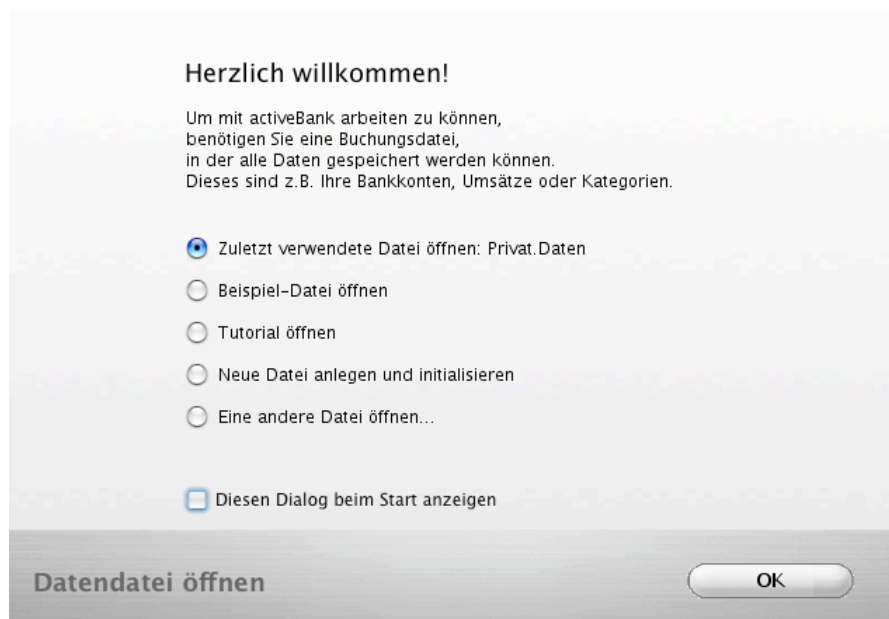 Herzlich willkommen!
Um mit activeBank arbeiten zu können,
benötigen Sie eine Buchungsdatei,
in der alle Daten gespeichert werden können.
Dieses sind z.B. Ihre Bankkonten, Umsätze oder Kategorien.
Zuletzt verwendete Datei öffnen: Privat.Daten
Beispiel-Datei öffnen
Tutorial öffnen
Neue Datei anlegen und initialisieren
Eine andere Datei öffnen...
Diesen Dialog beim Start anzeigen
Datendatei öffnen
OK